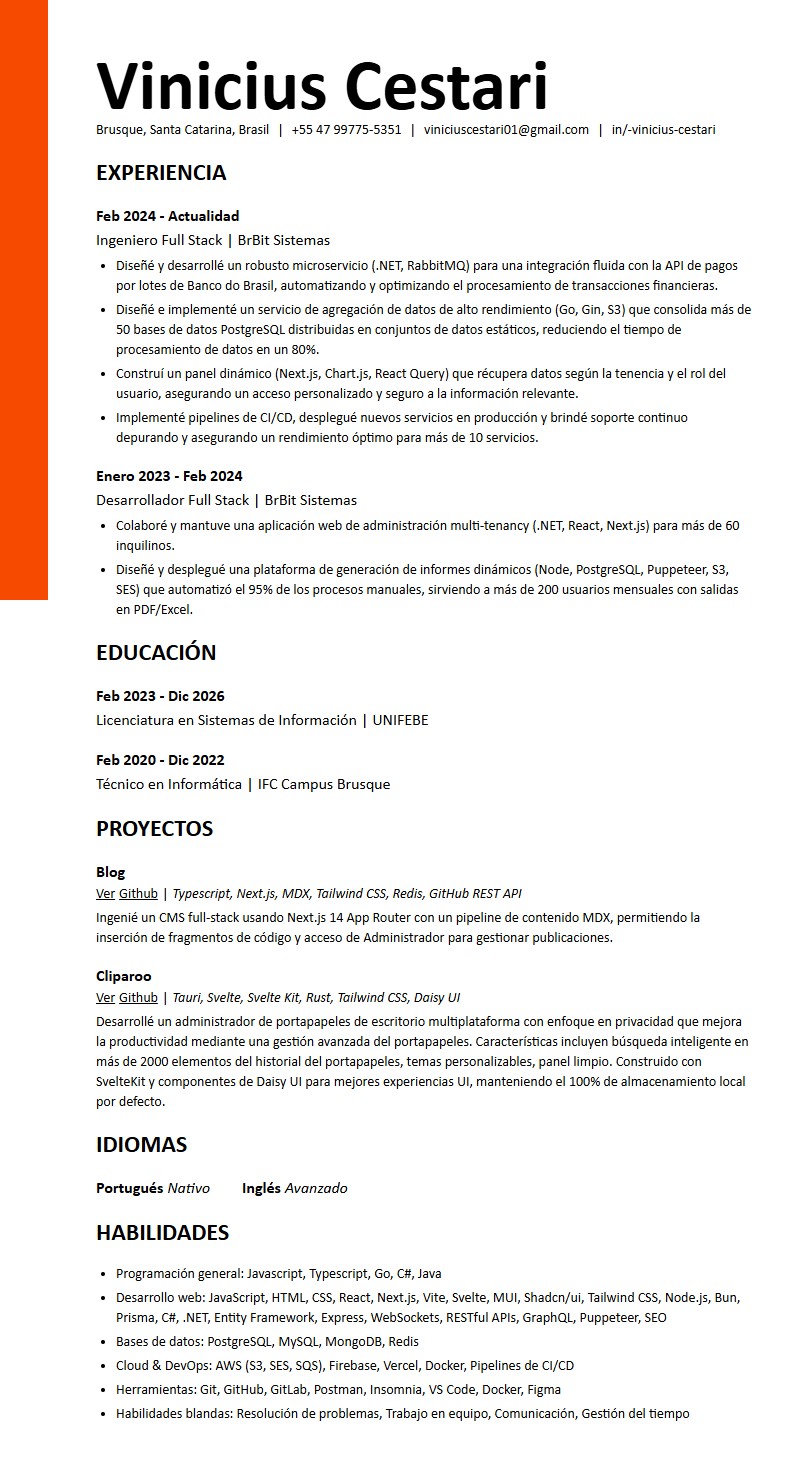 Vinicius Cestari
Brusque, Santa Catarina, Brasil | +55 47 99775-5351 | viniciuscestari01@gmail.com | in/-vinicius-cestari
EXPERIENCIA
Feb 2024 - Actualidad
Ingeniero Full Stack | BrBit Sistemas
• Diseñé y desarrollé un robusto microservicio (.NET, RabbitMQ) para una integración fluida con la API de pagos
por lotes de Banco do Brasil, automatizando y optimizando el procesamiento de transacciones financieras.
• Diseñé e implementé un servicio de agregación de datos de alto rendimiento (Go, Gin, S3) que consolida más de
50 bases de datos PostgreSQL distribuidas en conjuntos de datos estáticos, reduciendo el tiempo de
procesamiento de datos en un 80%.
• Construí un panel dinámico (Next.js, Chart.js, React Query) que récupera datos según la tenencia y el rol del
usuario, asegurando un acceso personalizado y seguro a la información relevante.
• Implementé pipelines de CI/CD, desplegué nuevos servicios en producción y brindé soporte continuo
depurando y asegurando un rendimiento óptimo para más de 10 servicios.
Enero 2023 - Feb 2024
Desarrollador Full Stack | BrBit Sistemas
• Colaboré y mantuve una aplicación web de administración multi-tenancy (.NET, React, Next.js) para más de 60
inquilinos.
• Diseñé y desplegué una plataforma de generación de informes dinámicos (Node, PostgreSQL, Puppeteer, S3,
SES) que automatizó el 95% de los procesos manuales, sirviendo a más de 200 usuarios mensuales con salidas
en PDF/Excel.
EDUCACIÓN
Feb 2023 - Dic 2026
Licenciatura en Sistemas de Información | UNIFEBE
Feb 2020 - Dic 2022
Técnico en Informática | IFC Campus Brusque
PROYECTOS
Blog
Ver Github | Typescript, Next.js, MDX, Tailwind CSS, Redis, GitHub REST API
Ingenié un CMS full-stack usando Next.js 14 App Router con un pipeline de contenido MDX, permitiendo la
inserción de fragmentos de código y acceso de Administrador para gestionar publicaciones.
Cliparoo
Ver Github | Tauri, Svelte, Svelte Kit, Rust, Tailwind CSS, Daisy UI
Desarrollé un administrador de portapapeles de escritorio multiplataforma con enfoque en privacidad que mejora
la productividad mediante una gestión avanzada del portapapeles. Características incluyen búsqueda inteligente en
más de 2000 elementos del historial del portapapeles, temas personalizables, panel limpio. Construido con
SvelteKit y componentes de Daisy UI para mejores experiencias UI, manteniendo el 100% de almacenamiento local
por defecto.
IDIOMAS
Portugués Nativo Inglés Avanzado
HABILIDADES
• Programación general: Javascript, Typescript, Go, C#, Java
• Desarrollo web: JavaScript, HTML, CSS, React, Next.js, Vite, Svelte, MUI, Shadcn/ui, Tailwind CSS, Node.js, Bun,
Prisma, C#, .NET, Entity Framework, Express, WebSockets, RESTful APIs, GraphQL, Puppeteer, SEO
• Bases de datos: PostgreSQL, MySQL, MongoDB, Redis
• Cloud & DevOps: AWS (S3, SES, SQS), Firebase, Vercel, Docker, Pipelines de CI/CD
• Herramientas: Git, GitHub, GitLab, Postman, Insomnia, VS Code, Docker, Figma
• Habilidades blandas: Resolución de problemas, Trabajo en equipo, Comunicación, Gestión del tiempo